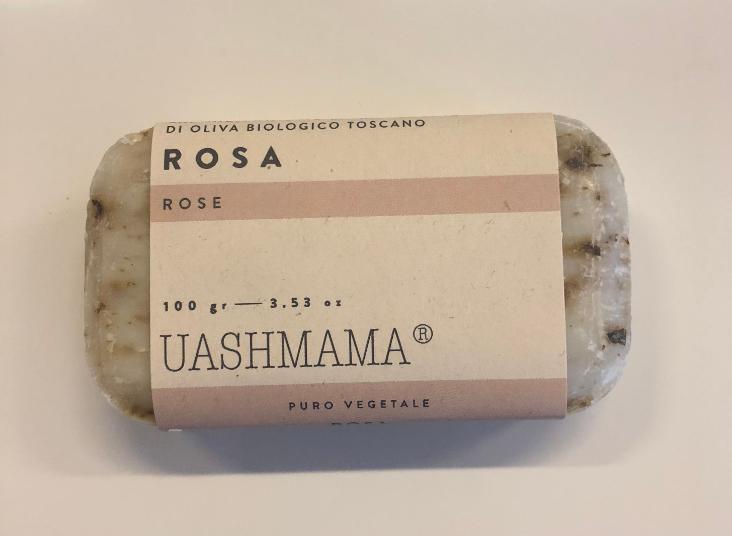 DI OLIVA BIOLOGICO TOSCANO
ROSA
ROSE
100 gr — 3.53 oz
UASHMAMA®
PURO VEGETALE